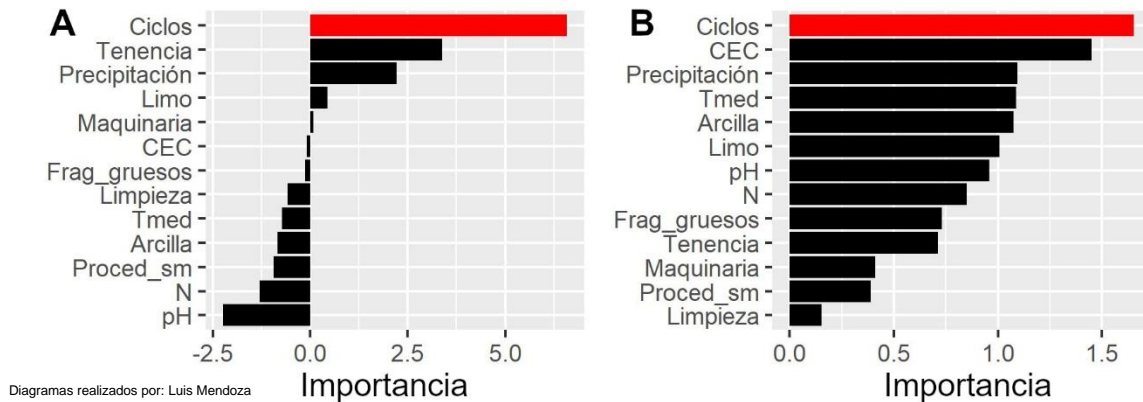 A
Ciclos
Tenencia
Precipitación
Limo
Maquinaria
CEC
Frag_gruesos
Limpieza
Tmed
Arcilla
Proced_sm
N
pH
-2.5 0.0 2.5 5.0
Importancia
B
Ciclos
CEC
Precipitación
Tmed
Arcilla
Limo
pH
N
Frag_gruesos
Tenencia
Maquinaria
Proced_sm
Limpieza
0.0 0.5 1.0 1.5
Importancia
Diagramas realizados por: Luis Mendoza